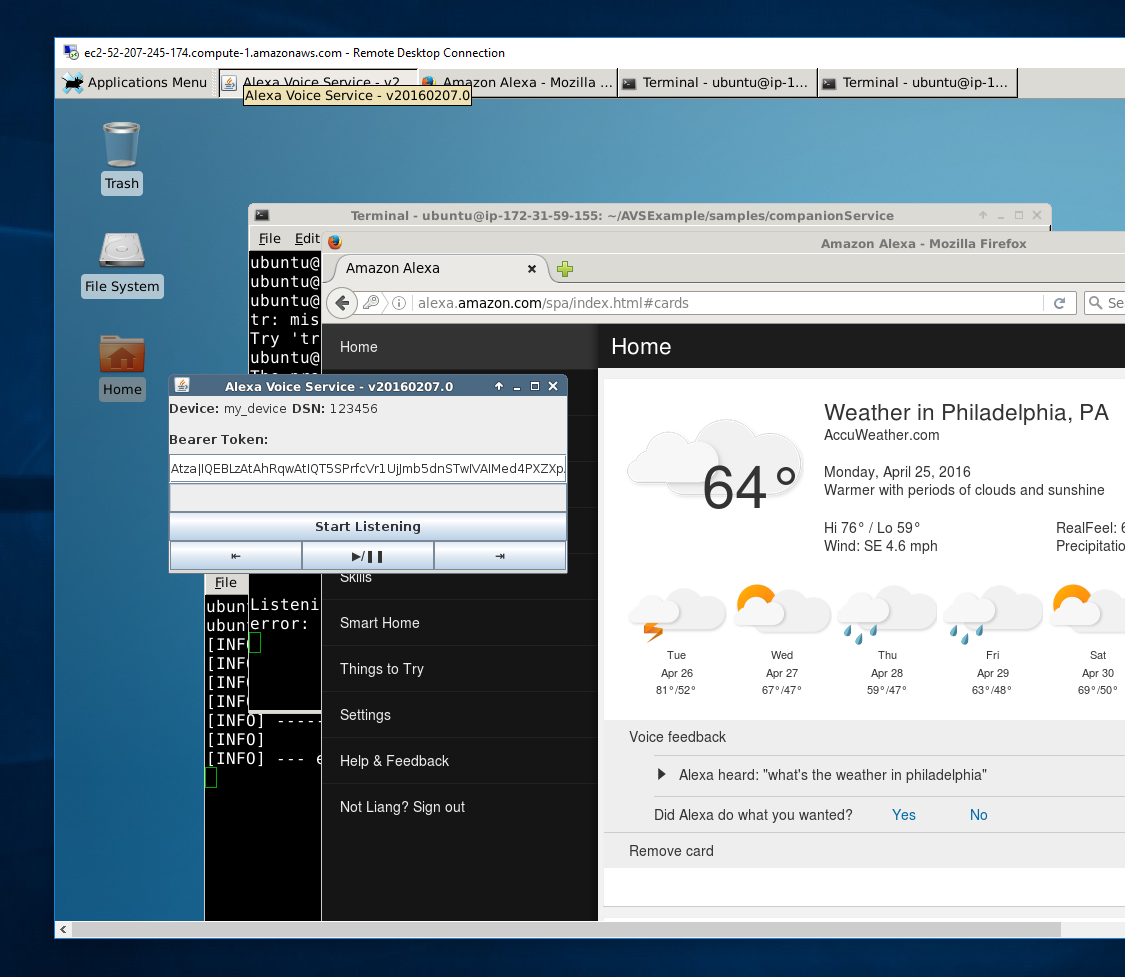 ec2-52-207-245-174.compute-1.amazonaws.com - Remote Desktop Connection
Applications Menu
Alexa Voice Service - v2...
Amazon Alexa - Mozilla ...
Terminal - ubuntu@ip-1...
Terminal - ubuntu@ip-1...
Alexa Voice Service - v20160207.0
Trash
File System
Home
Terminal - ubuntu@ip-172-31-59-155: ~/AVSExample/samples/companionService
File Edit
Amazon Alexa - Mozilla Firefox
ubuntu@
ubuntu@
ubuntu@
tr: mis
Try 'tr
ubuntu@
Amazon Alexa
alexa.amazon.com/spa/index.html#cards
Se
Home
Home
Alexa Voice Service - v20160207.0
Device: my_device DSN: 123456
Bearer Token:
Start Listening
▶/❚❚
Skills
Smart Home
Things to Try
Settings
Help & Feedback
Not Liang? Sign out
File
ubun
ubun
[INFO
[INFO
[INFO
[INFO
[INFO] -----
[INFO]
[INFO] --- e
Listeni
error:
64°
Weather in Philadelphia, PA
AccuWeather.com
Monday, April 25, 2016
Warmer with periods of clouds and sunshine
Hi 76° / Lo 59°
RealFeel: 6
Wind: SE 4.6 mph
Precipitatio
Tue Wed Thu Fri Sat
Apr 26 Apr 27 Apr 28 Apr 29 Apr 30
81°/52° 67°/47° 59°/47° 63°/48° 69°/50°
Voice feedback
Alexa heard: "what's the weather in philadelphia"
Did Alexa do what you wanted? Yes No
Remove card